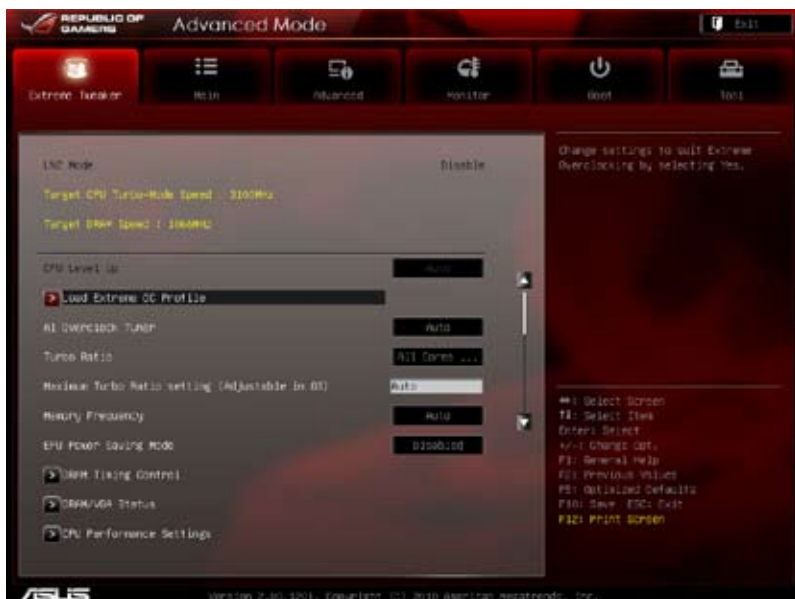 REPUBLIC OF
GAMERS
Advanced Mode
Exit
Extreme Tweaker
Main
Advanced
Monitor
Boot
Tool
LN2 Mode
Disable
Target CPU Turbo-Mode Speed : 3100MHz
Target DRAM Speed : 1066MHz
CPU Level Up
Auto
Load Extreme OC Profile
AI Overclock Tuner
Auto
Turbo Ratio
All Cores ...
Maximum Turbo Ratio setting (Adjustable in OS)
Auto
Memory Frequency
Auto
EPU Power Saving Mode
Disabled
DRAM Timing Control
DRAM/VGA Status
CPU Performance Settings
Change settings to suit Extreme
Overclocking by selecting Yes.
: Select Screen
: Select Item
Enter: Select
+/-: Change Opt.
F1: General Help
F2: Previous Values
F5: Optimized Defaults
F10: Save ESC: Exit
F12: Print Screen
ASUS
Version 2.00.1201. Copyright (C) 2010 American Megatrends, Inc.